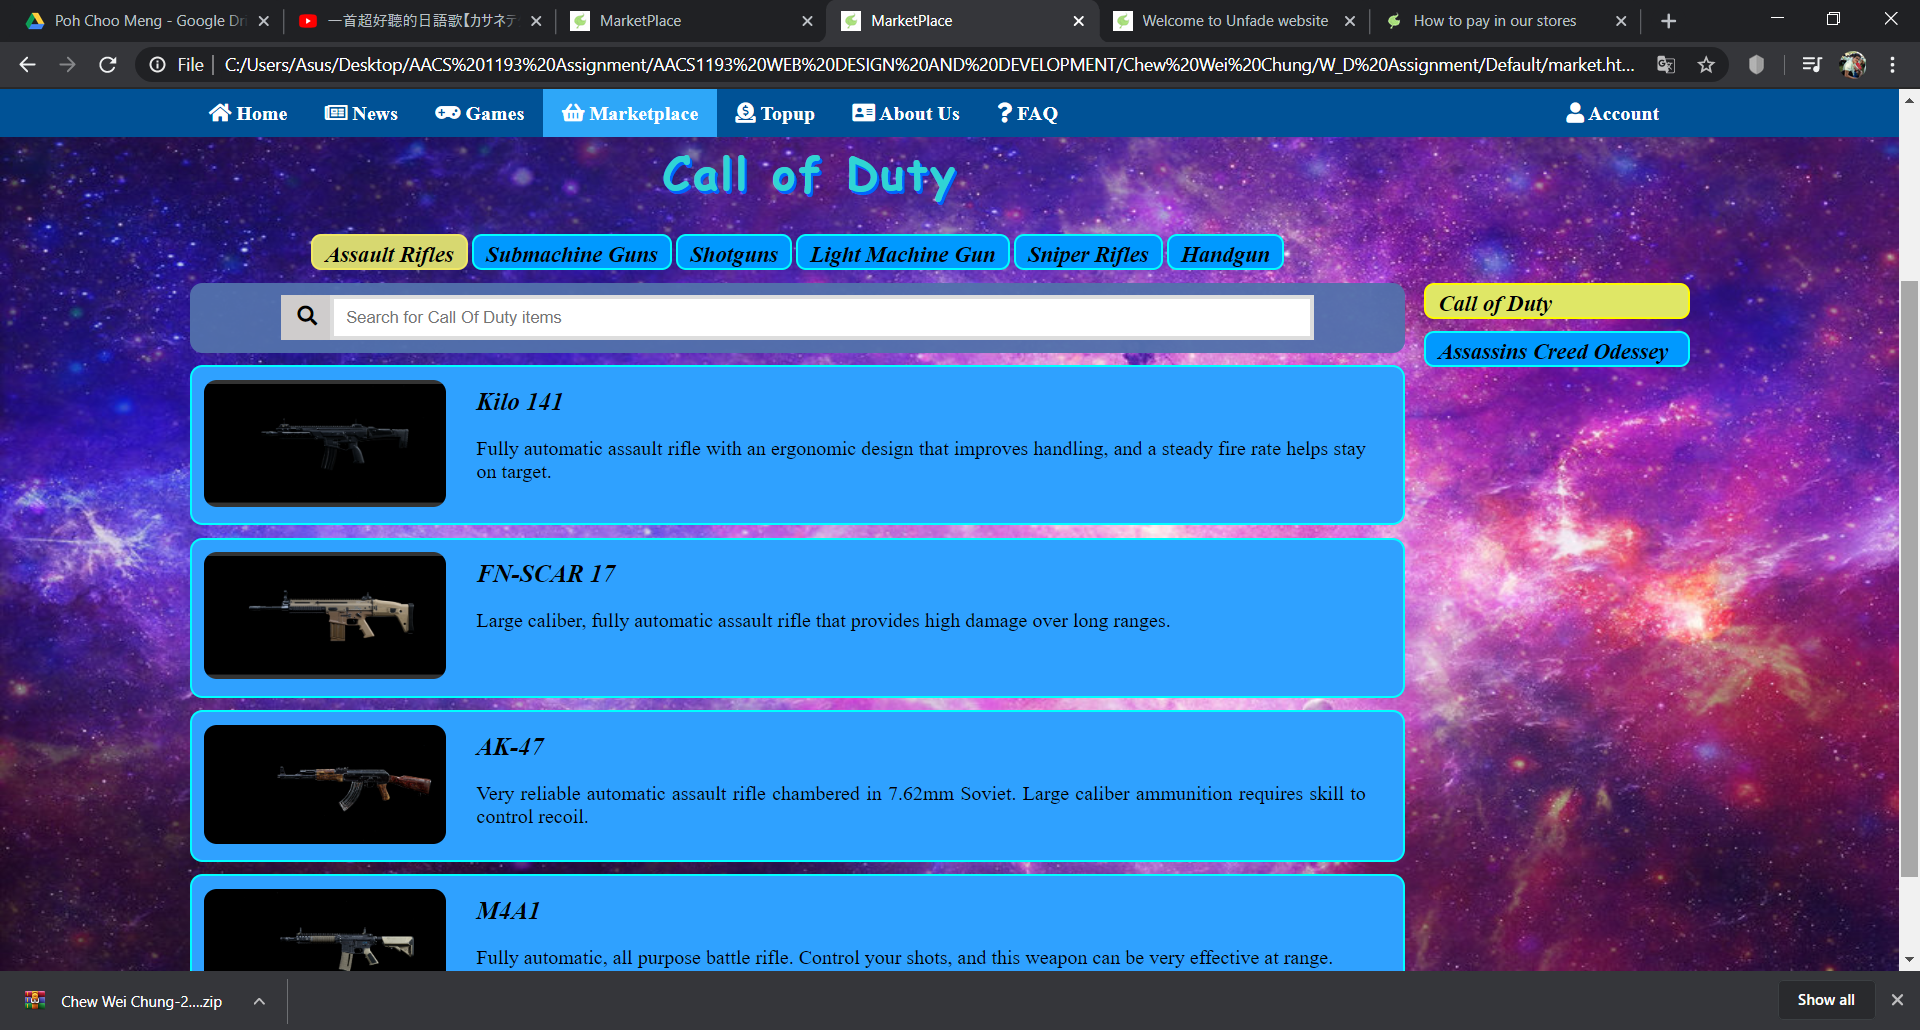 Poh Choo Meng - Google Dri
一首超好聽的日語歌【カサネテ
MarketPlace
MarketPlace
Welcome to Unfade website
How to pay in our stores
File
C:/Users/Asus/Desktop/AACS%201193%20Assignment/AACS1193%20WEB%20DESIGN%20AND%20DEVELOPMENT/Chew%20Wei%20Chung/W_D%20Assignment/Default/market.ht...
Home News Games Marketplace Topup About Us FAQ Account
Call of Duty
Assault Rifles Submachine Guns Shotguns Light Machine Gun Sniper Rifles Handgun
Search for Call Of Duty items
Call of Duty
Assassins Creed Odessey
Kilo 141
Fully automatic assault rifle with an ergonomic design that improves handling, and a steady fire rate helps stay
on target.
FN-SCAR 17
Large caliber, fully automatic assault rifle that provides high damage over long ranges.
AK-47
Very reliable automatic assault rifle chambered in 7.62mm Soviet. Large caliber ammunition requires skill to
control recoil.
M4A1
Fully automatic, all purpose battle rifle. Control your shots, and this weapon can be very effective at range.
Chew Wei Chung-2....zip
Show all